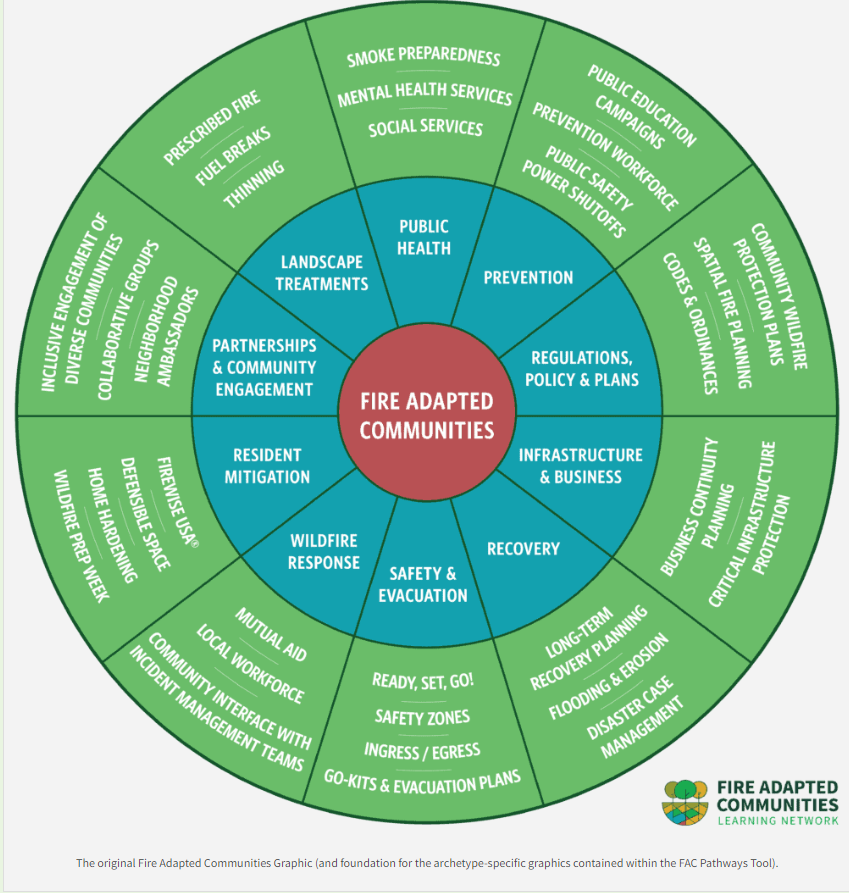 SMOKE PREPAREDNESS
MENTAL HEALTH SERVICES
SOCIAL SERVICES
PUBLIC EDUCATION
CAMPAIGNS
PREVENTION WORKFORCE
PUBLIC SAFETY
POWER SHUTOFFS
COMMUNITY WILDFIRE
PROTECTION PLANS
SPATIAL FIRE PLANNING
CODES & ORDINANCES
BUSINESS CONTINUITY
PLANNING
CRITICAL INFRASTRUCTURE
PROTECTION
LONG-TERM
RECOVERY PLANNING
FLOODING & EROSION
DISASTER CASE
MANAGEMENT
READY, SET, GO!
SAFETY ZONES
INGRESS / EGRESS
GO-KITS & EVACUATION PLANS
MUTUAL AID
LOCAL WORKFORCE
COMMUNITY INTERFACE WITH
INCIDENT MANAGEMENT TEAMS
FIREWISE USA®
DEFENSIBLE SPACE
HOME HARDENING
WILDFIRE PREP WEEK
INCLUSIVE ENGAGEMENT OF
DIVERSE COMMUNITIES
COLLABORATIVE GROUPS
NEIGHBORHOOD
AMBASSADORS
PRESCRIBED FIRE
FUEL BREAKS
THINNING
PUBLIC
HEALTH
PREVENTION
REGULATIONS,
POLICY & PLANS
INFRASTRUCTURE
& BUSINESS
RECOVERY
SAFETY &
EVACUATION
WILDFIRE
RESPONSE
RESIDENT
MITIGATION
PARTNERSHIPS
& COMMUNITY
ENGAGEMENT
LANDSCAPE
TREATMENTS
FIRE ADAPTED
COMMUNITIES
FIRE ADAPTED
COMMUNITIES
LEARNING NETWORK
The original Fire Adapted Communities Graphic (and foundation for the archetype-specific graphics contained within the FAC Pathways Tool).